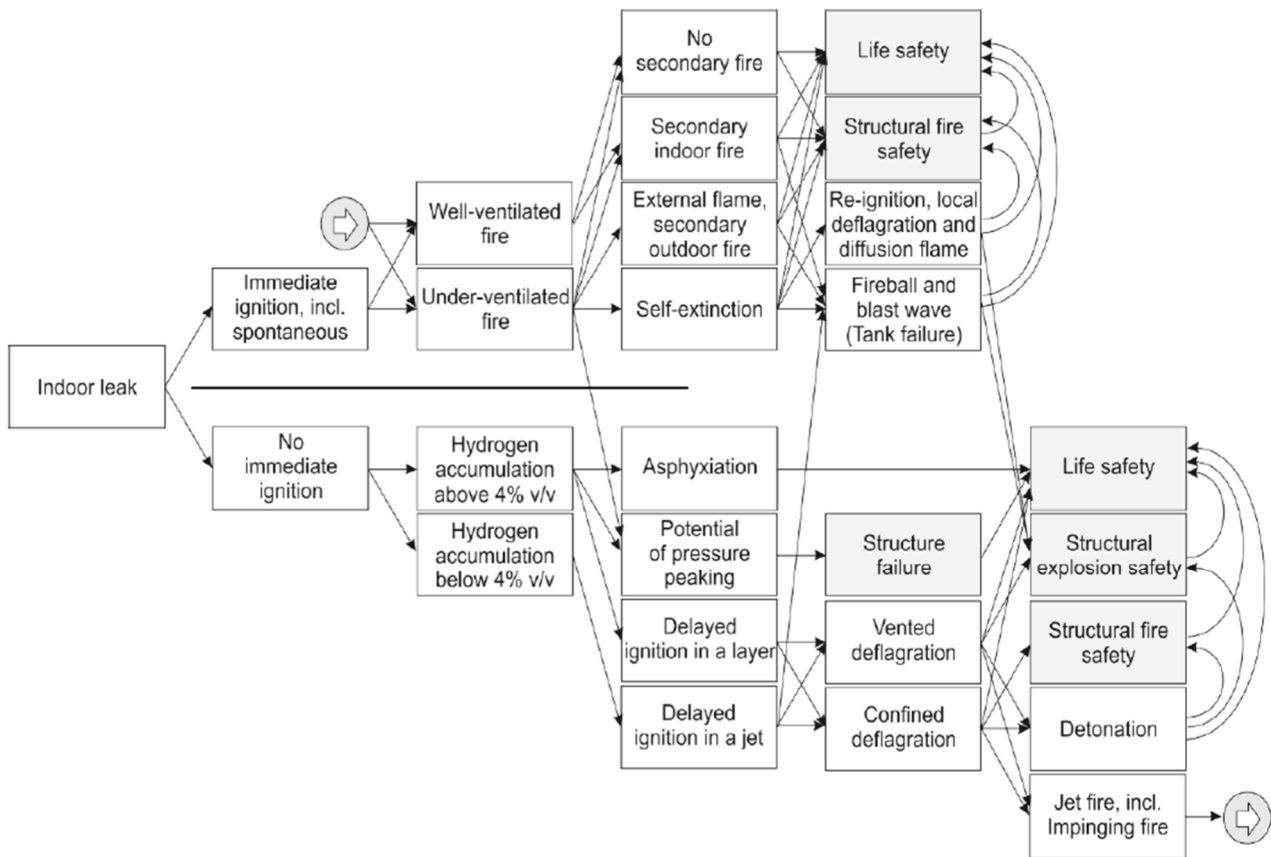 No
secondary fire
Life safety
Secondary
indoor fire
Structural fire
safety
Well-ventilated
fire
External flame,
secondary
outdoor fire
Re-ignition, local
deflagration and
diffusion flame
Immediate
ignition, incl.
spontaneous
Under-ventilated
fire
Self-extinction
Fireball and
blast wave
(Tank failure)
Indoor leak
No
immediate
ignition
Hydrogen
accumulation
above 4% v/v
Asphyxiation
Life safety
Hydrogen
accumulation
below 4% v/v
Potential
of pressure
peaking
Structure
failure
Structural
explosion safety
Delayed
ignition in a layer
Vented
deflagration
Structural fire
safety
Delayed
ignition in a jet
Confined
deflagration
Detonation
Jet fire, incl.
Impinging fire